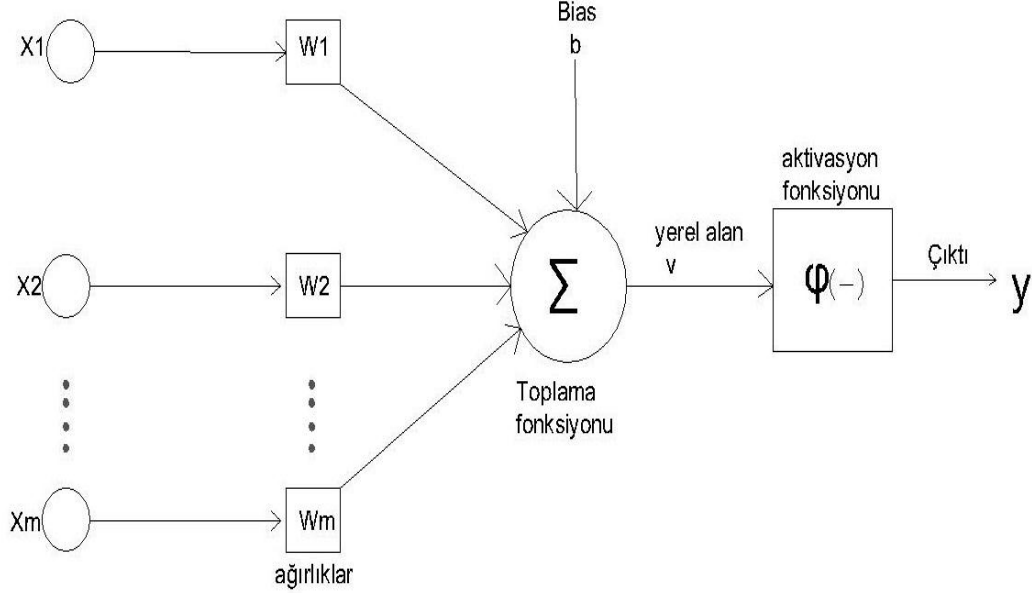 Bias
b
X1
W1
aktivasyon
fonksiyonu
yerel alan
v
Çıktı
X2
W2
Σ
φ(–)
y
Toplama
fonksiyonu
Xm
Wm
ağırlıklar